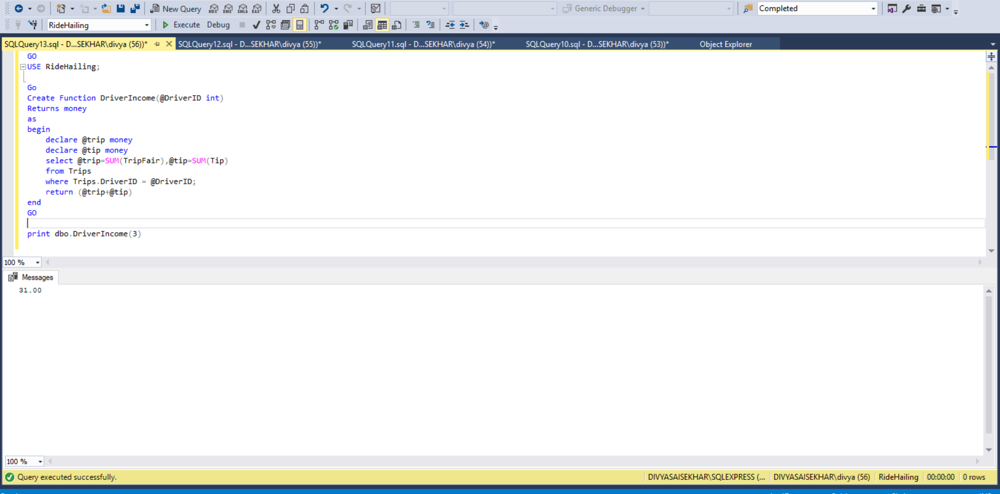 New Query
MDX DMX XMLA DAX
Generic Debugger
Completed
RideHailing
Execute Debug
SQLQuery13.sql - D...SEKHAR\divya (56))* SQLQuery12.sql - D...SEKHAR\divya (55))* SQLQuery11.sql - D...SEKHAR\divya (54))* SQLQuery10.sql - D...SEKHAR\divya (53))* Object Explorer
GO
USE RideHailing;
Go
Create Function DriverIncome(@DriverID int)
Returns money
as
begin
declare @trip money
declare @tip money
select @trip=SUM(TripFair),@tip=SUM(Tip)
from Trips
where Trips.DriverID = @DriverID;
return (@trip+@tip)
end
GO
print dbo.DriverIncome(3)
100 %
Messages
31.00
100 %
Query executed successfully. DIVYASAISEKHAR\SQLEXPRESS (... DIVYASAISEKHAR\divya (56) RideHailing 00:00:00 0 rows